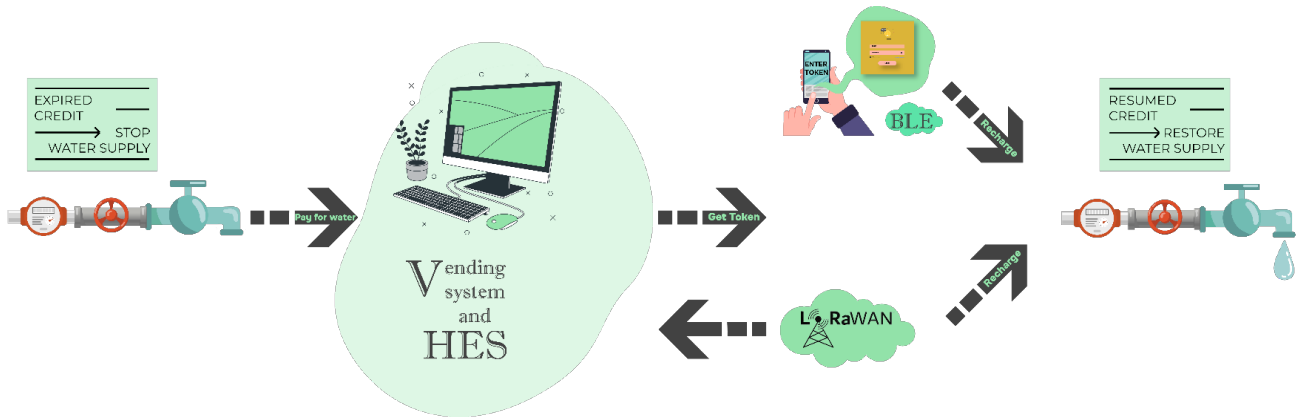 EXPIRED
CREDIT
STOP
WATER SUPPLY
Pay for water
Vending
system
and
HES
Get Token
ENTER
TOKEN
BLE
Recharge
LoRaWAN
Recharge
RESUMED
CREDIT
RESTORE
WATER SUPPLY